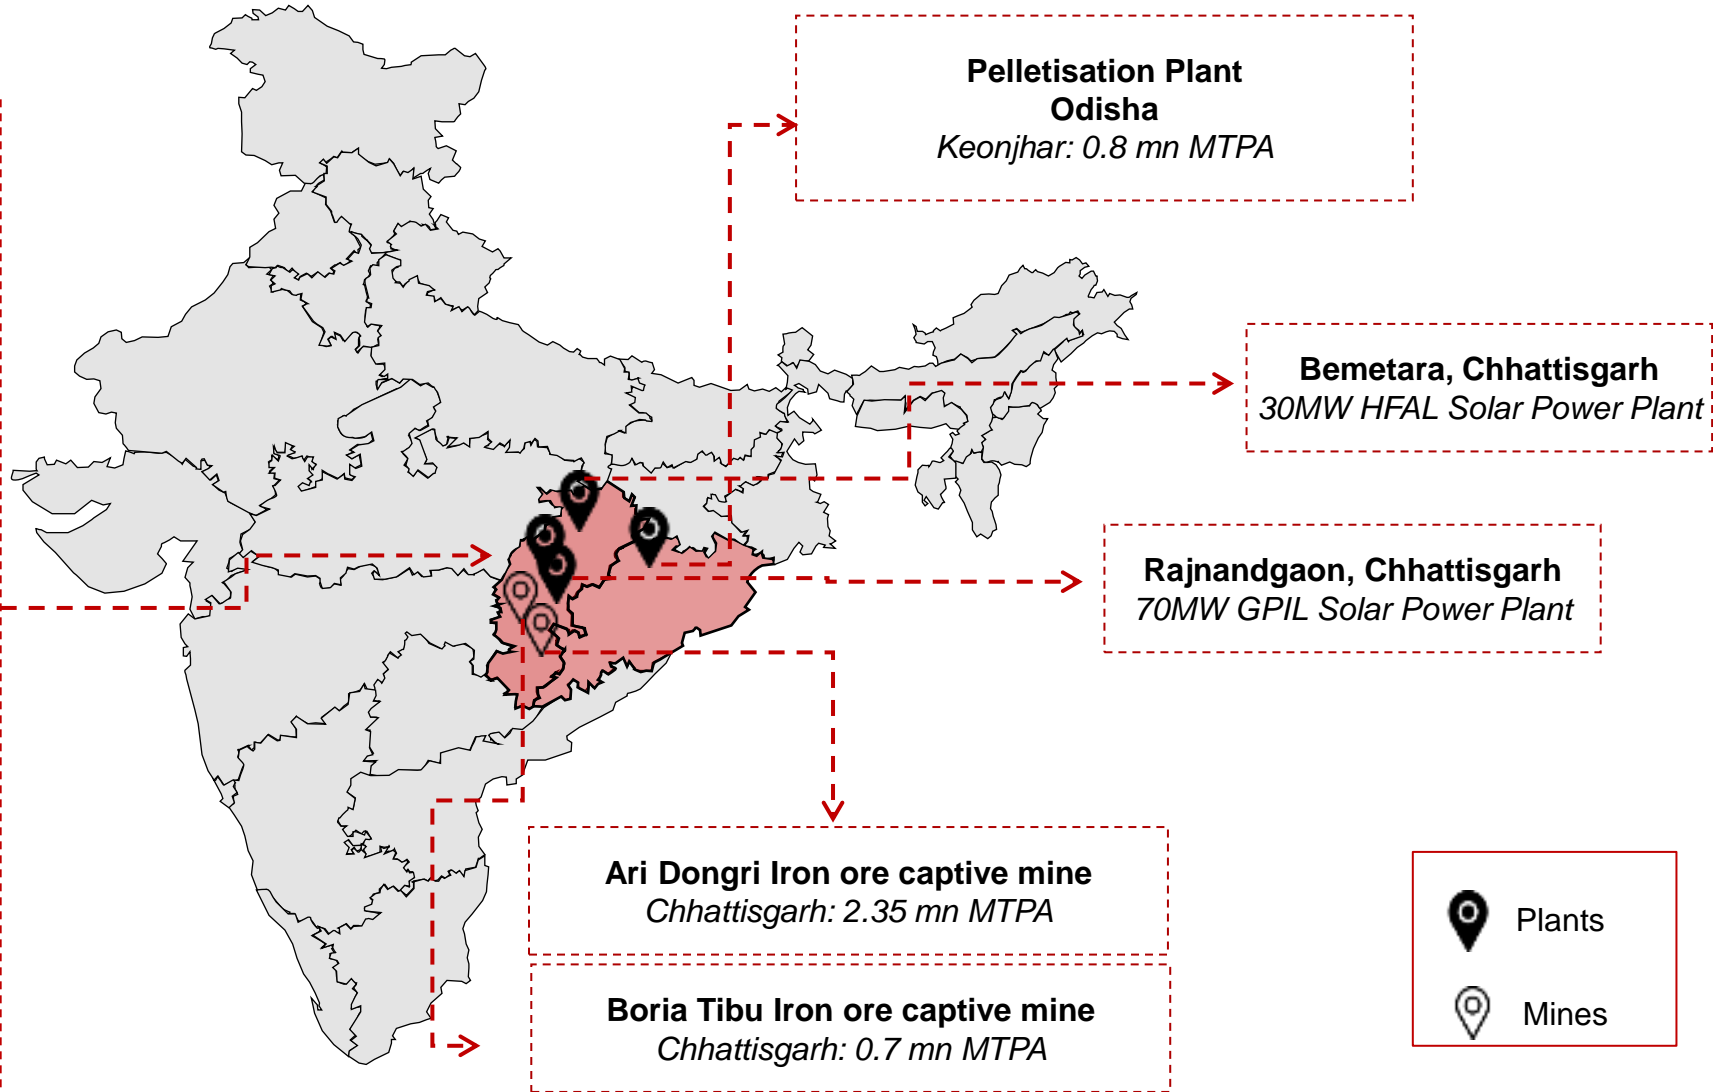 Pelletisation Plant
Odisha
Keonjhar: 0.8 mn MTPA
Bemetara, Chhattisgarh
30MW HFAL Solar Power Plant
Rajnandgaon, Chhattisgarh
70MW GPIL Solar Power Plant
Ari Dongri Iron ore captive mine
Chhattisgarh: 2.35 mn MTPA
Boria Tibu Iron ore captive mine
Chhattisgarh: 0.7 mn MTPA
Plants
Mines